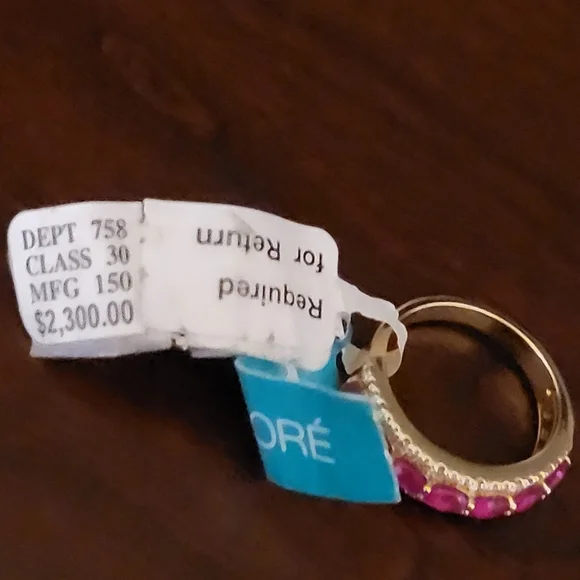 DEPT 758
CLASS 30
MFG 150
$2,300.00
Required
for Return
ORÉ